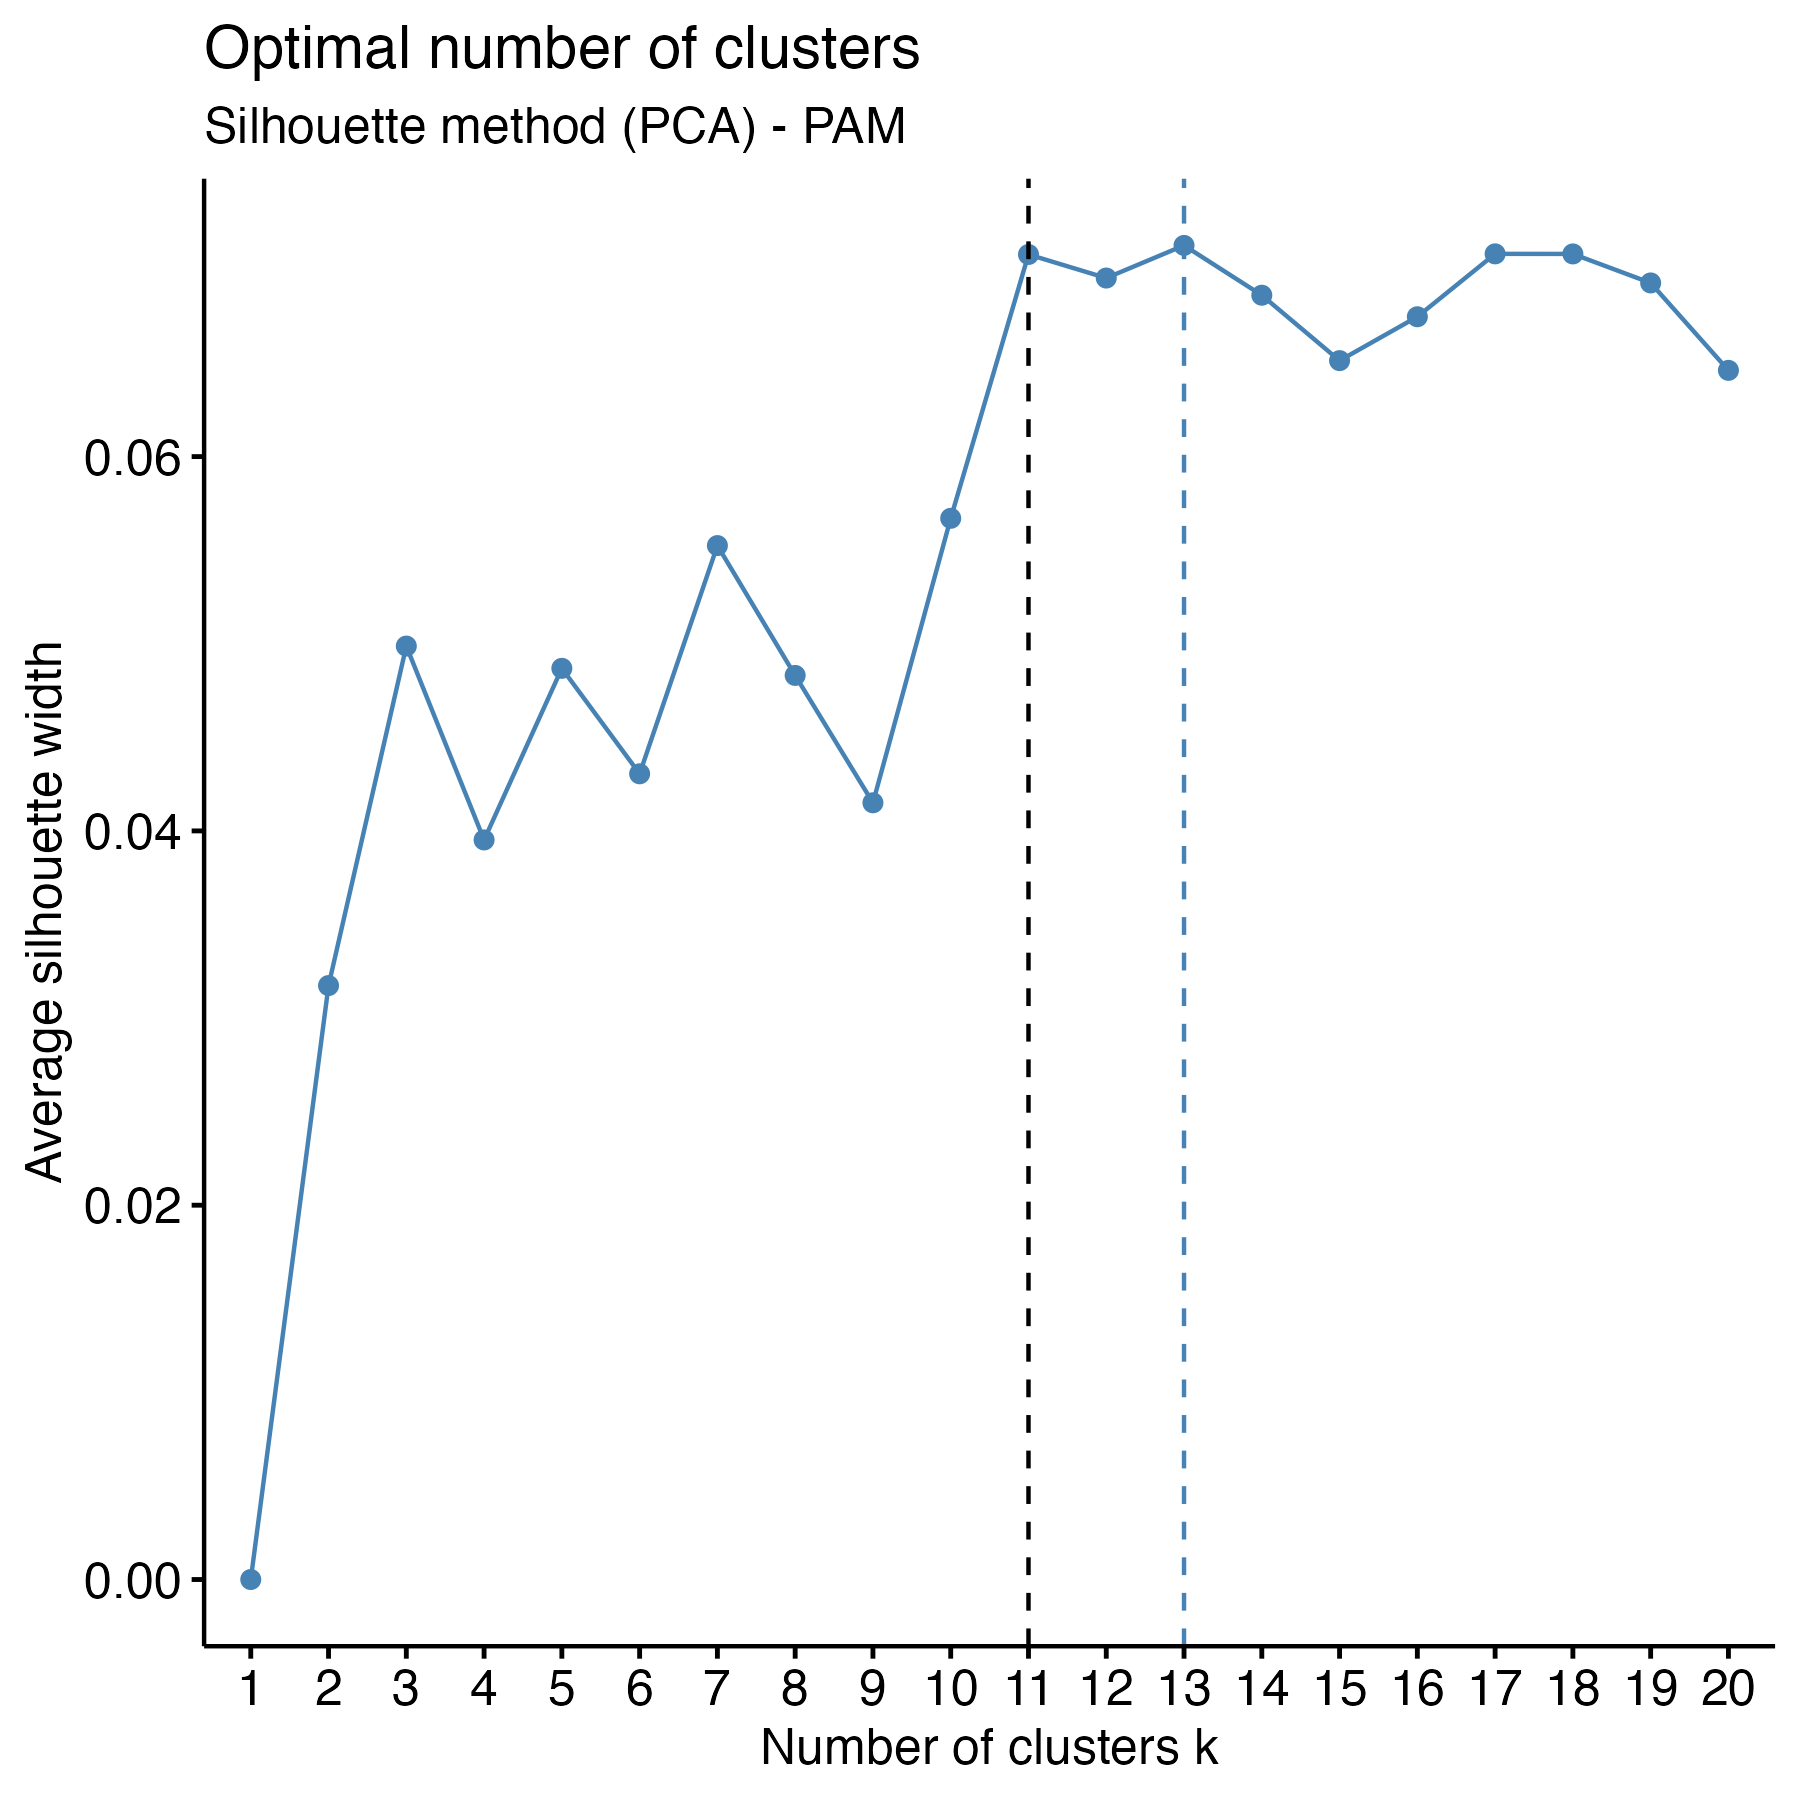 Optimal number of clusters
Silhouette method (PCA) - PAM
Average silhouette width
0.06
0.04
0.02
0.00
1 2 3 4 5 6 7 8 9 10 11 12 13 14 15 16 17 18 19 20
Number of clusters k